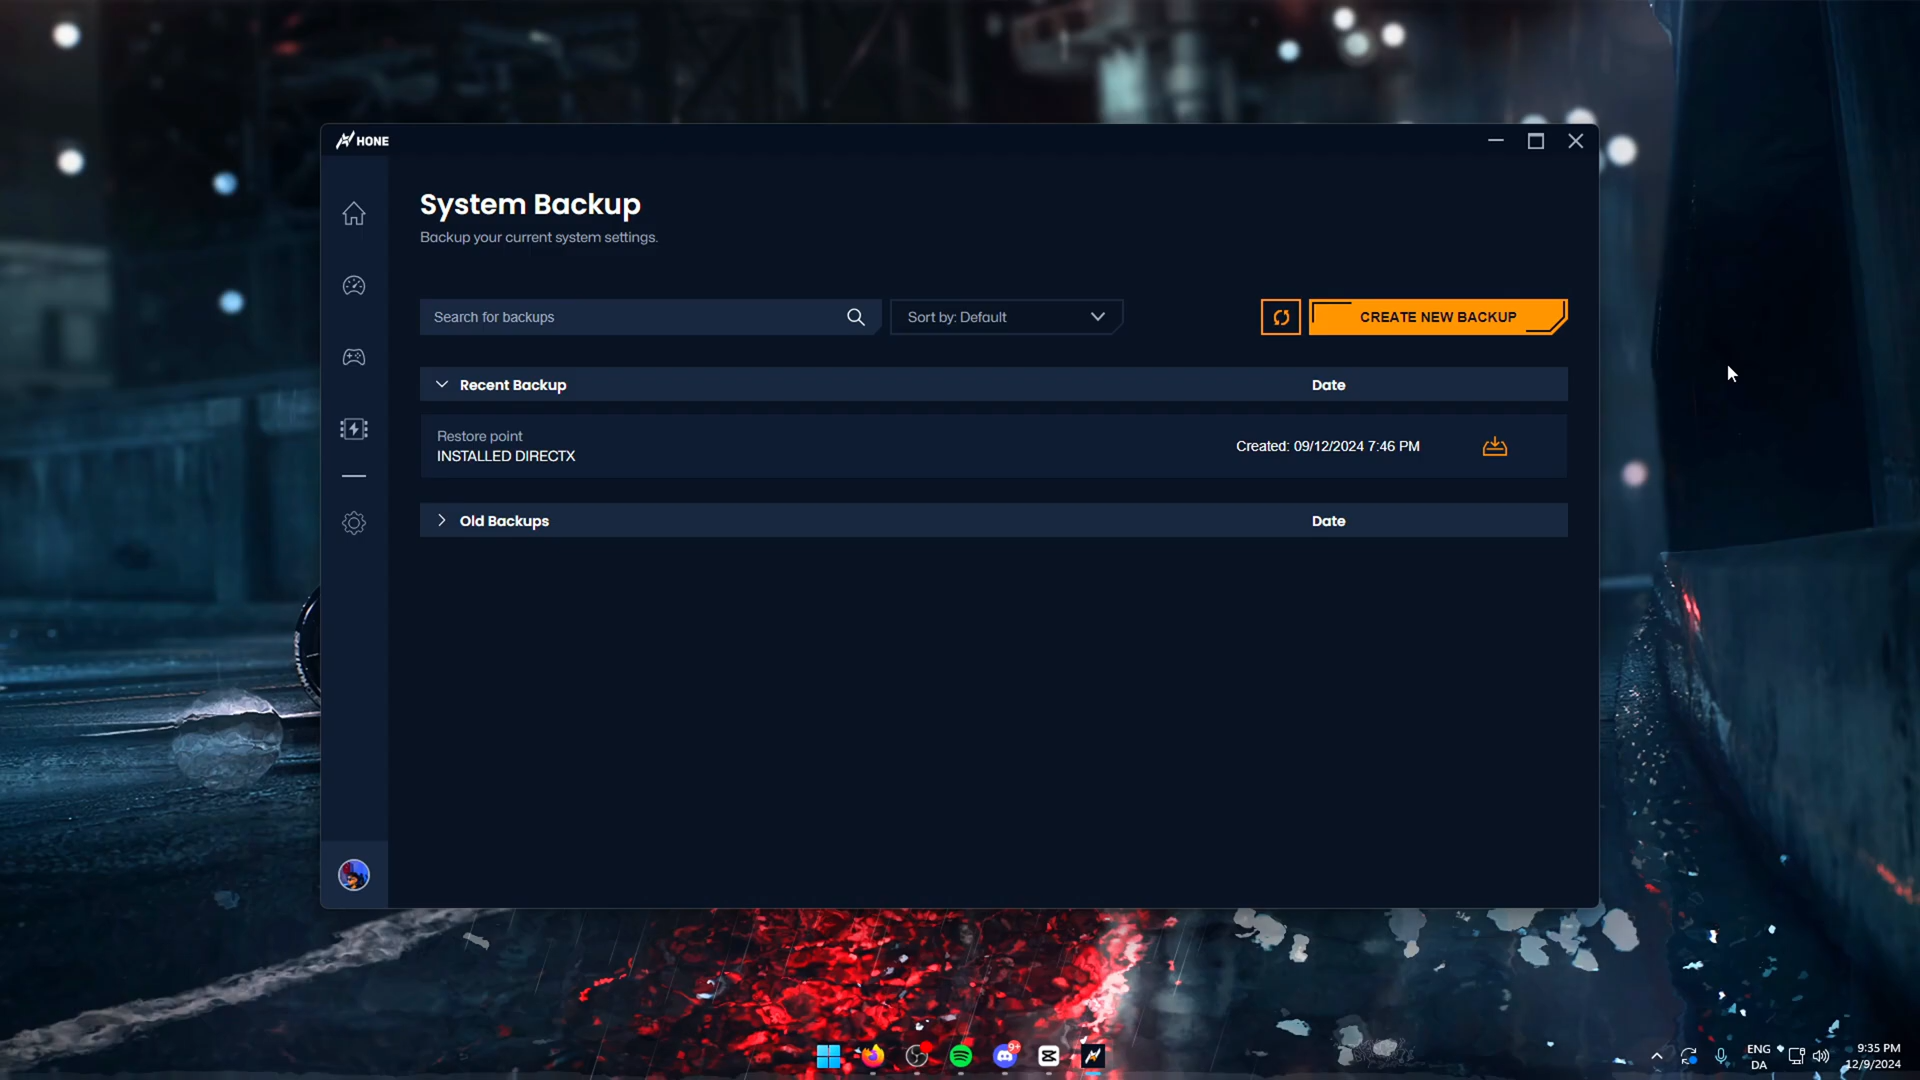 HONE
System Backup
Backup your current system settings.
Search for backups
Sort by: Default
CREATE NEW BACKUP
Recent Backup Date
Restore point
INSTALLED DIRECTX
Created: 09/12/2024 7:46 PM
Old Backups Date
9+
ENG
DA
9:35 PM
12/9/2024